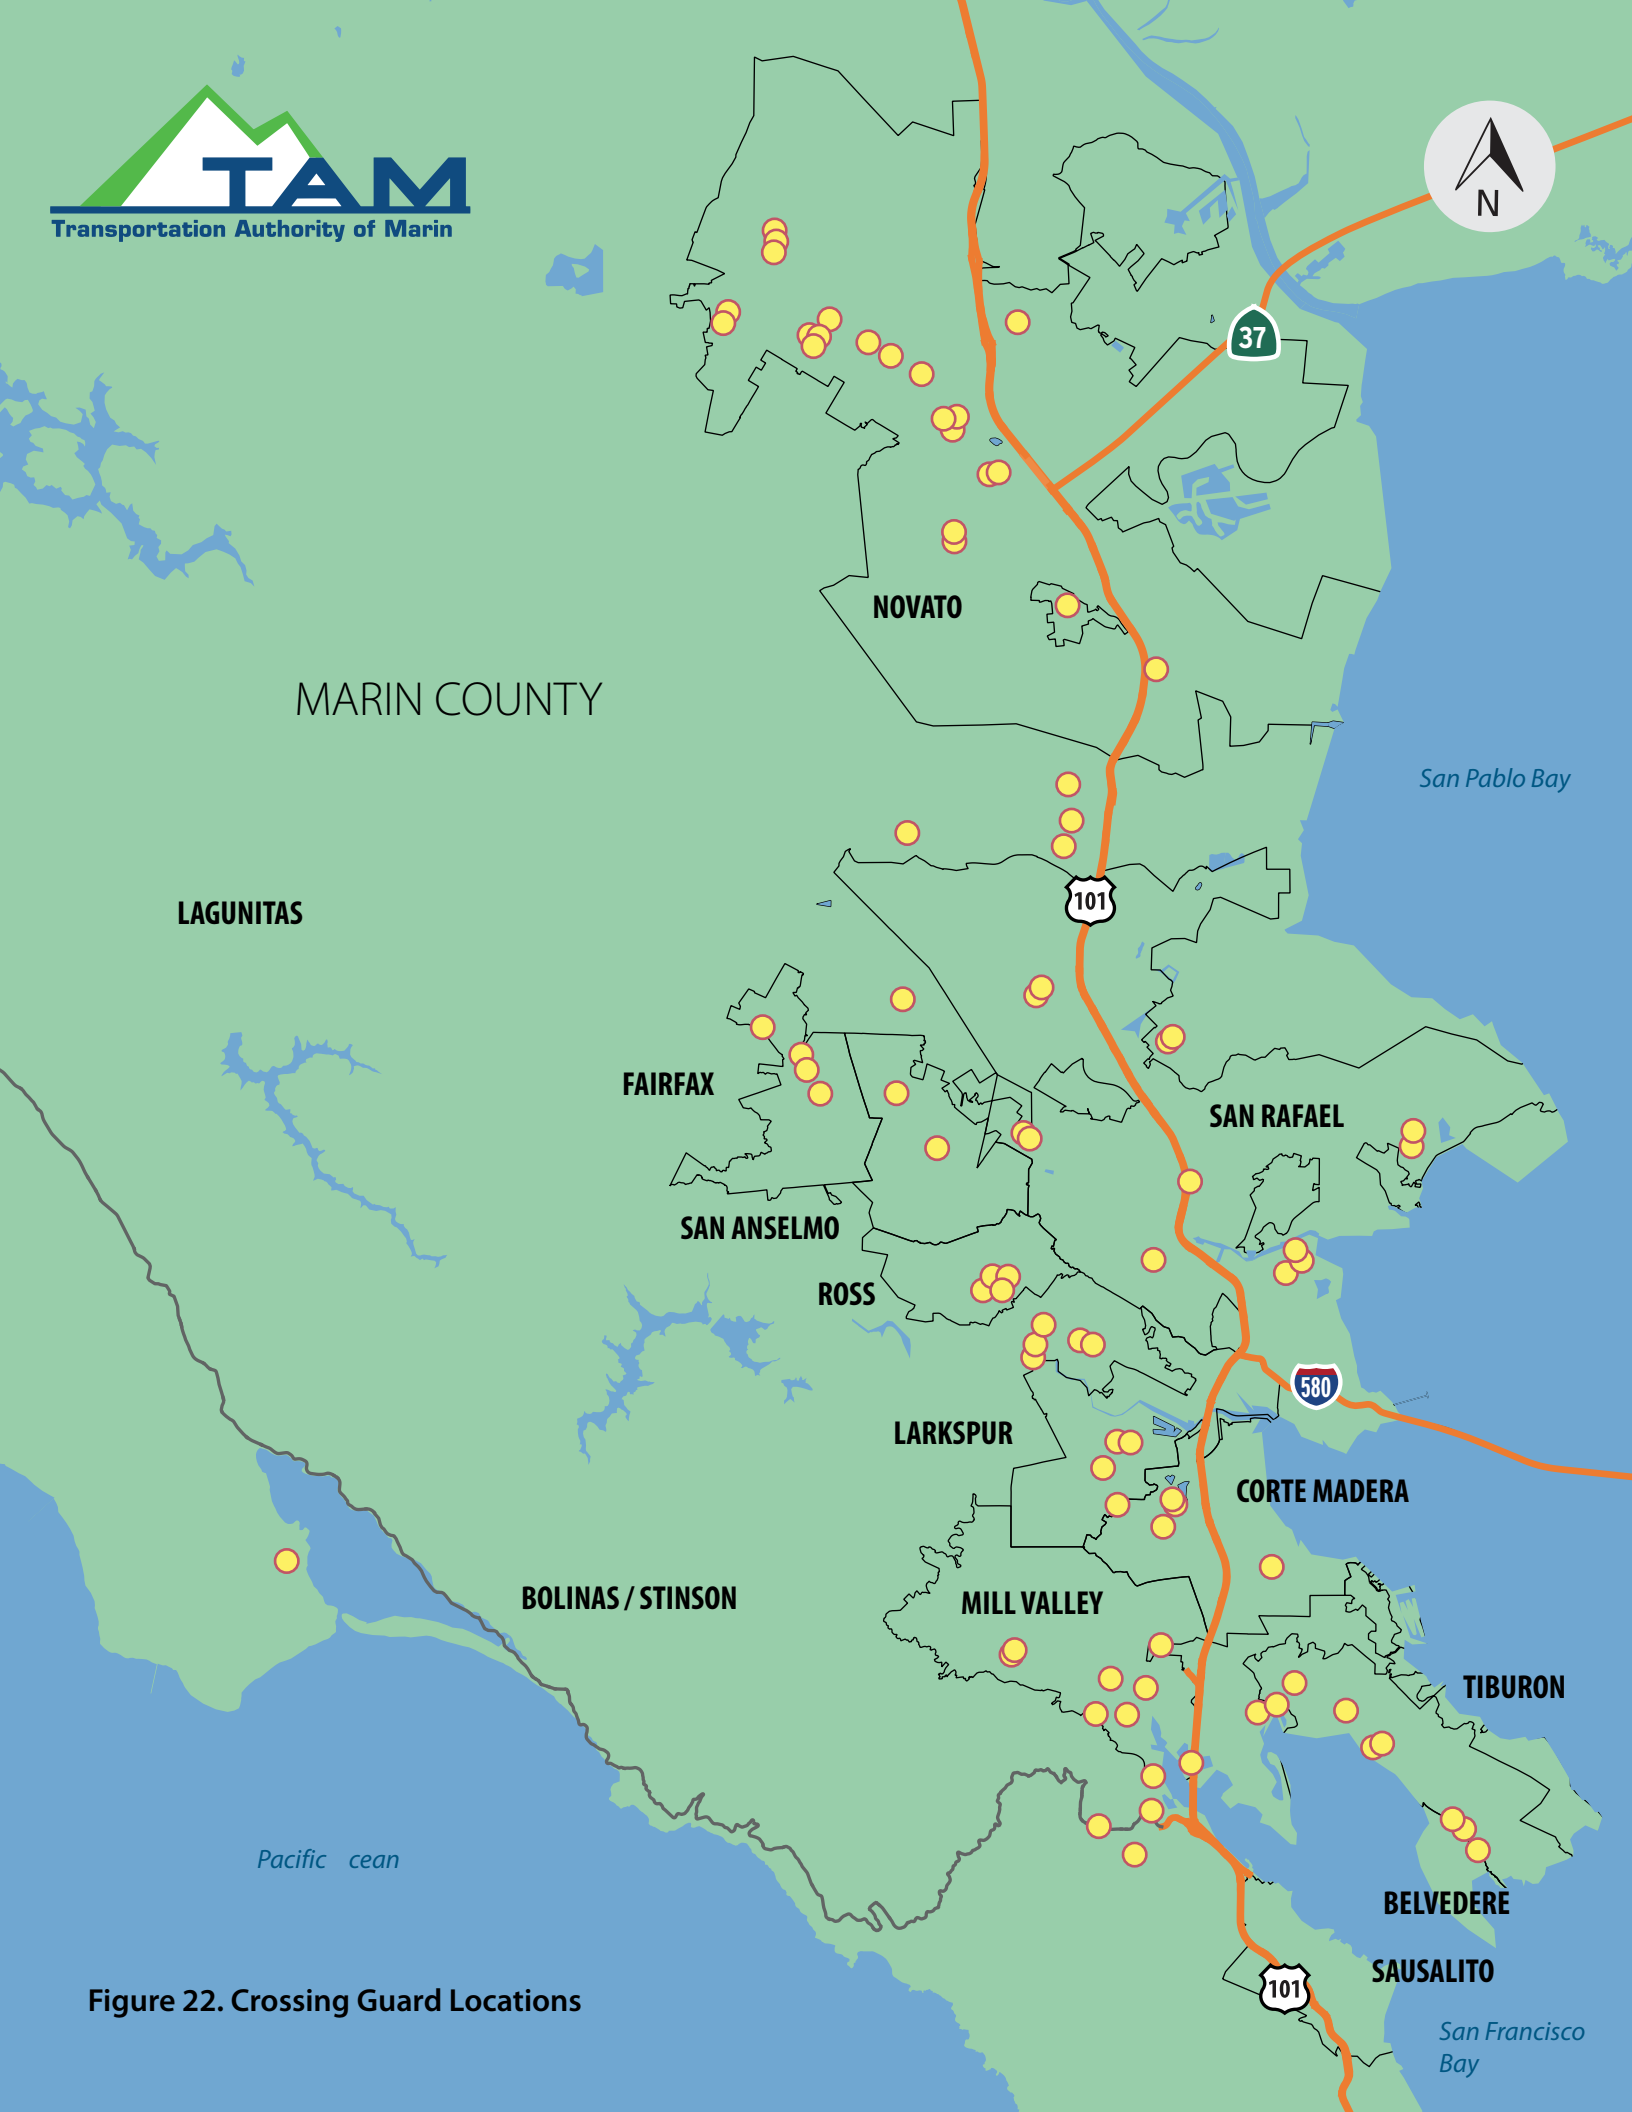 TAM
Transportation Authority of Marin
N
37
NOVATO
MARIN COUNTY
San Pablo Bay
101
LAGUNITAS
FAIRFAX
SAN RAFAEL
SAN ANSELMO
ROSS
580
LARKSPUR
CORTE MADERA
BOLINAS / STINSON
MILL VALLEY
TIBURON
Pacific cean
BELVEDERE
SAUSALITO
101
Figure 22. Crossing Guard Locations
San Francisco
Bay